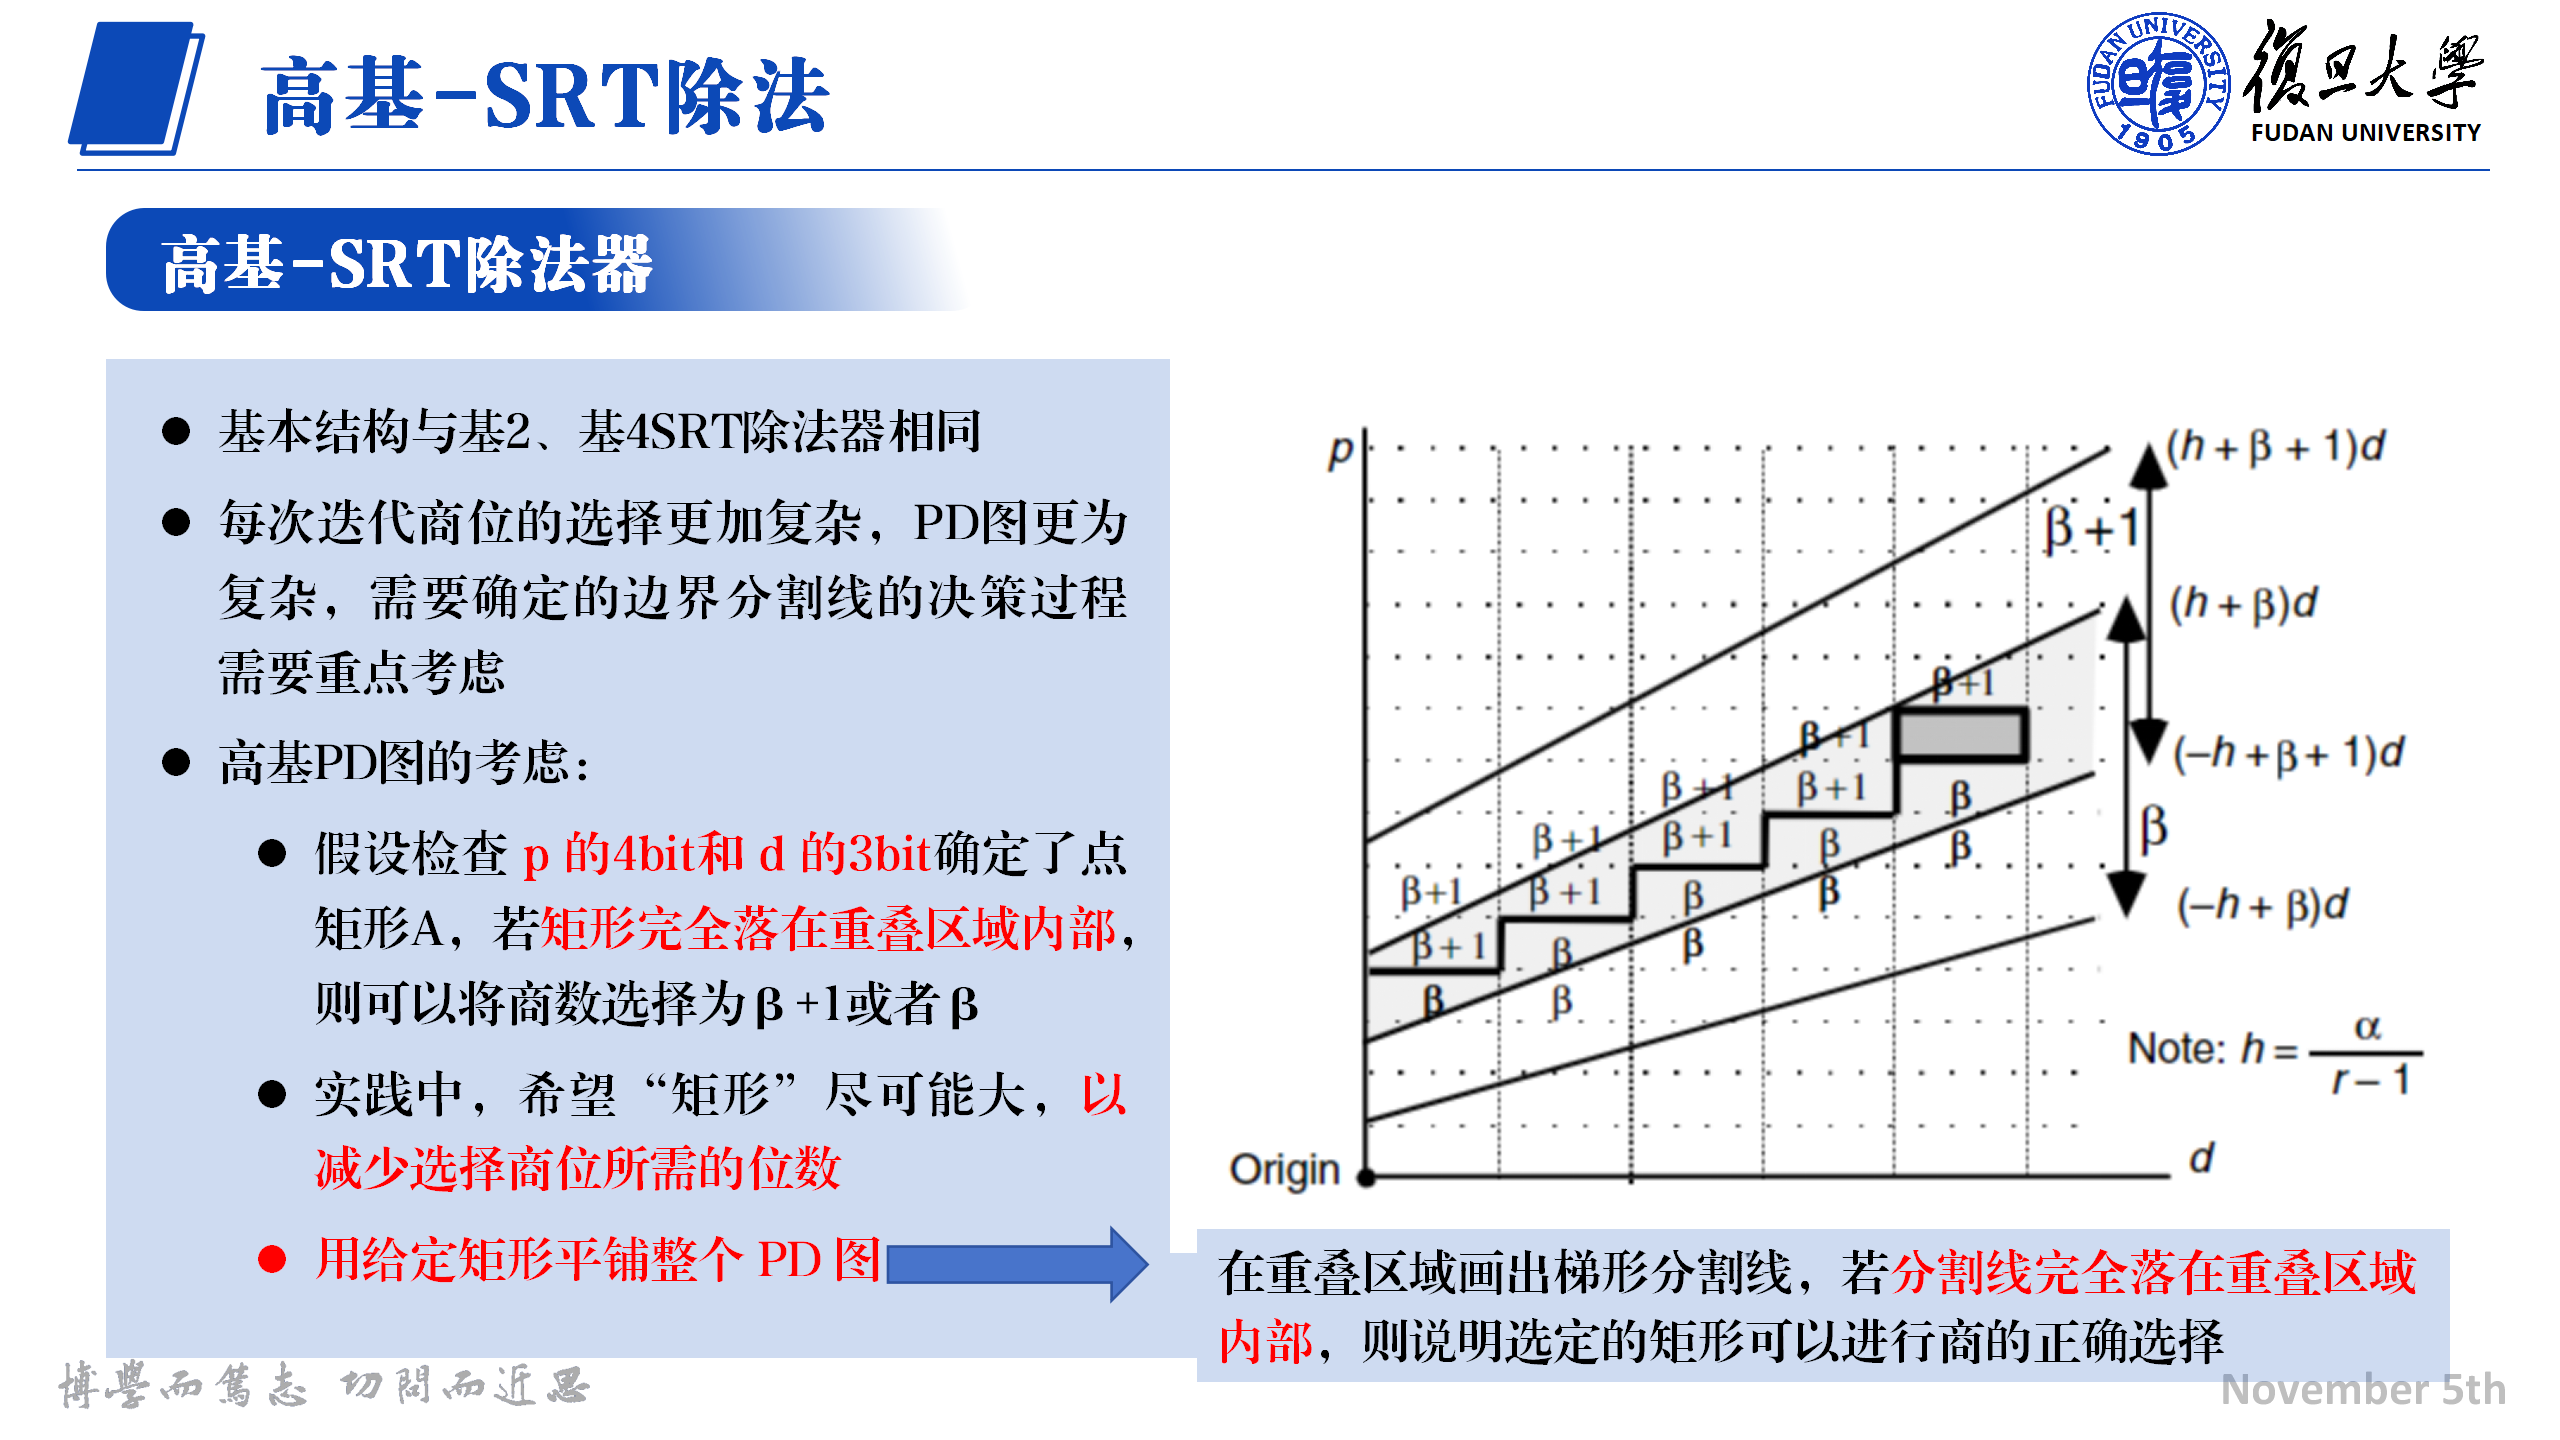 高基-SRT除法
FUDAN UNIVERSITY
1905
復旦大學
FUDAN UNIVERSITY
高基-SRT除法器
● 基本结构与基2、基4SRT除法器相同
● 每次迭代商位的选择更加复杂，PD图更为
复杂，需要确定的边界分割线的决策过程
需要重点考虑
● 高基PD图的考虑：
● 假设检查 p 的4bit和 d 的3bit确定了点
矩形A，若矩形完全落在重叠区域内部，
则可以将商数选择为 β +1或者 β
● 实践中，希望“矩形”尽可能大，以
减少选择商位所需的位数
● 用给定矩形平铺整个 PD 图
p
(h + β + 1)d
β +1
(h + β)d
β+1
β+1
(–h + β + 1)d
β+1
β+1
β
β
β+1
β+1
β
β
(–h + β)d
β+1
β+1
β
β
β+1
β
β
β
β
Note: h = α / r – 1
Origin
d
在重叠区域画出梯形分割线，若分割线完全落在重叠区域
内部，则说明选定的矩形可以进行商的正确选择
博學而篤志 切問而近思
November 5th